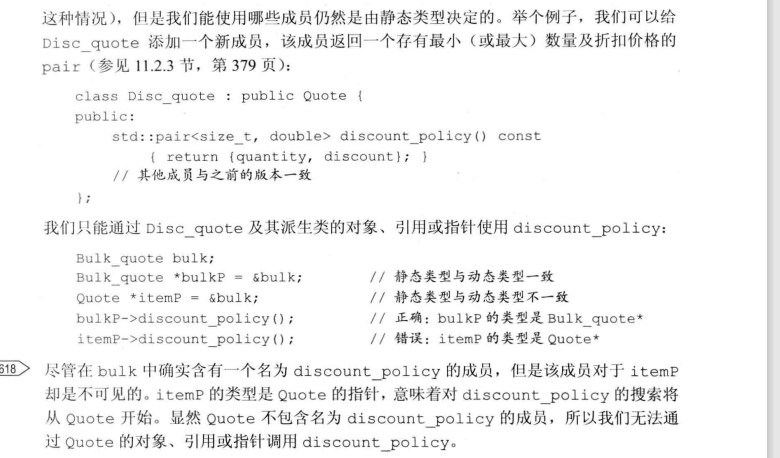 这种情况），但是我们能使用哪些成员仍然是由静态类型决定的。举个例子，我们可以给
Disc_quote 添加一个新成员，该成员返回一个存有最小（或最大）数量及折扣价格的
pair（参见 11.2.3 节，第 379 页）：
class Disc_quote : public Quote {
public:
std::pair<size_t, double> discount_policy() const
{ return {quantity, discount}; }
// 其他成员与之前的版本一致
};
我们只能通过 Disc_quote 及其派生类的对象、引用或指针使用 discount_policy：
Bulk_quote bulk;
Bulk_quote *bulkP = &bulk; // 静态类型与动态类型一致
Quote *itemP = &bulk; // 静态类型与动态类型不一致
bulkP->discount_policy(); // 正确：bulkP 的类型是 Bulk_quote*
itemP->discount_policy(); // 错误：itemP 的类型是 Quote*
618 尽管在 bulk 中确实含有一个名为 discount_policy 的成员，但是该成员对于 itemP
却是不可见的。itemP 的类型是 Quote 的指针，意味着对 discount_policy 的搜索将
从 Quote 开始。显然 Quote 不包含名为 discount_policy 的成员，所以我们无法通
过 Quote 的对象、引用或指针调用 discount_policy。